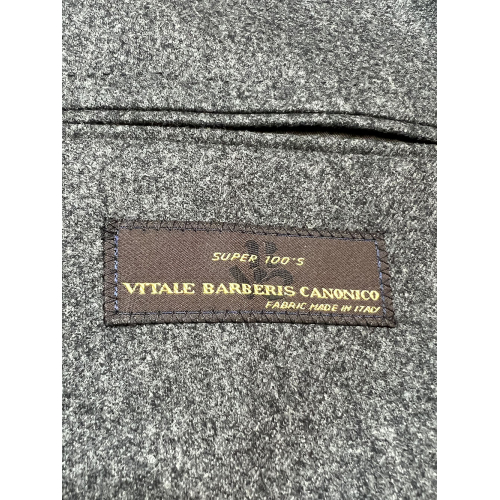 SUPER 100'S
VITALE BARBERIS CANONICO
FABRIC MADE IN ITALY